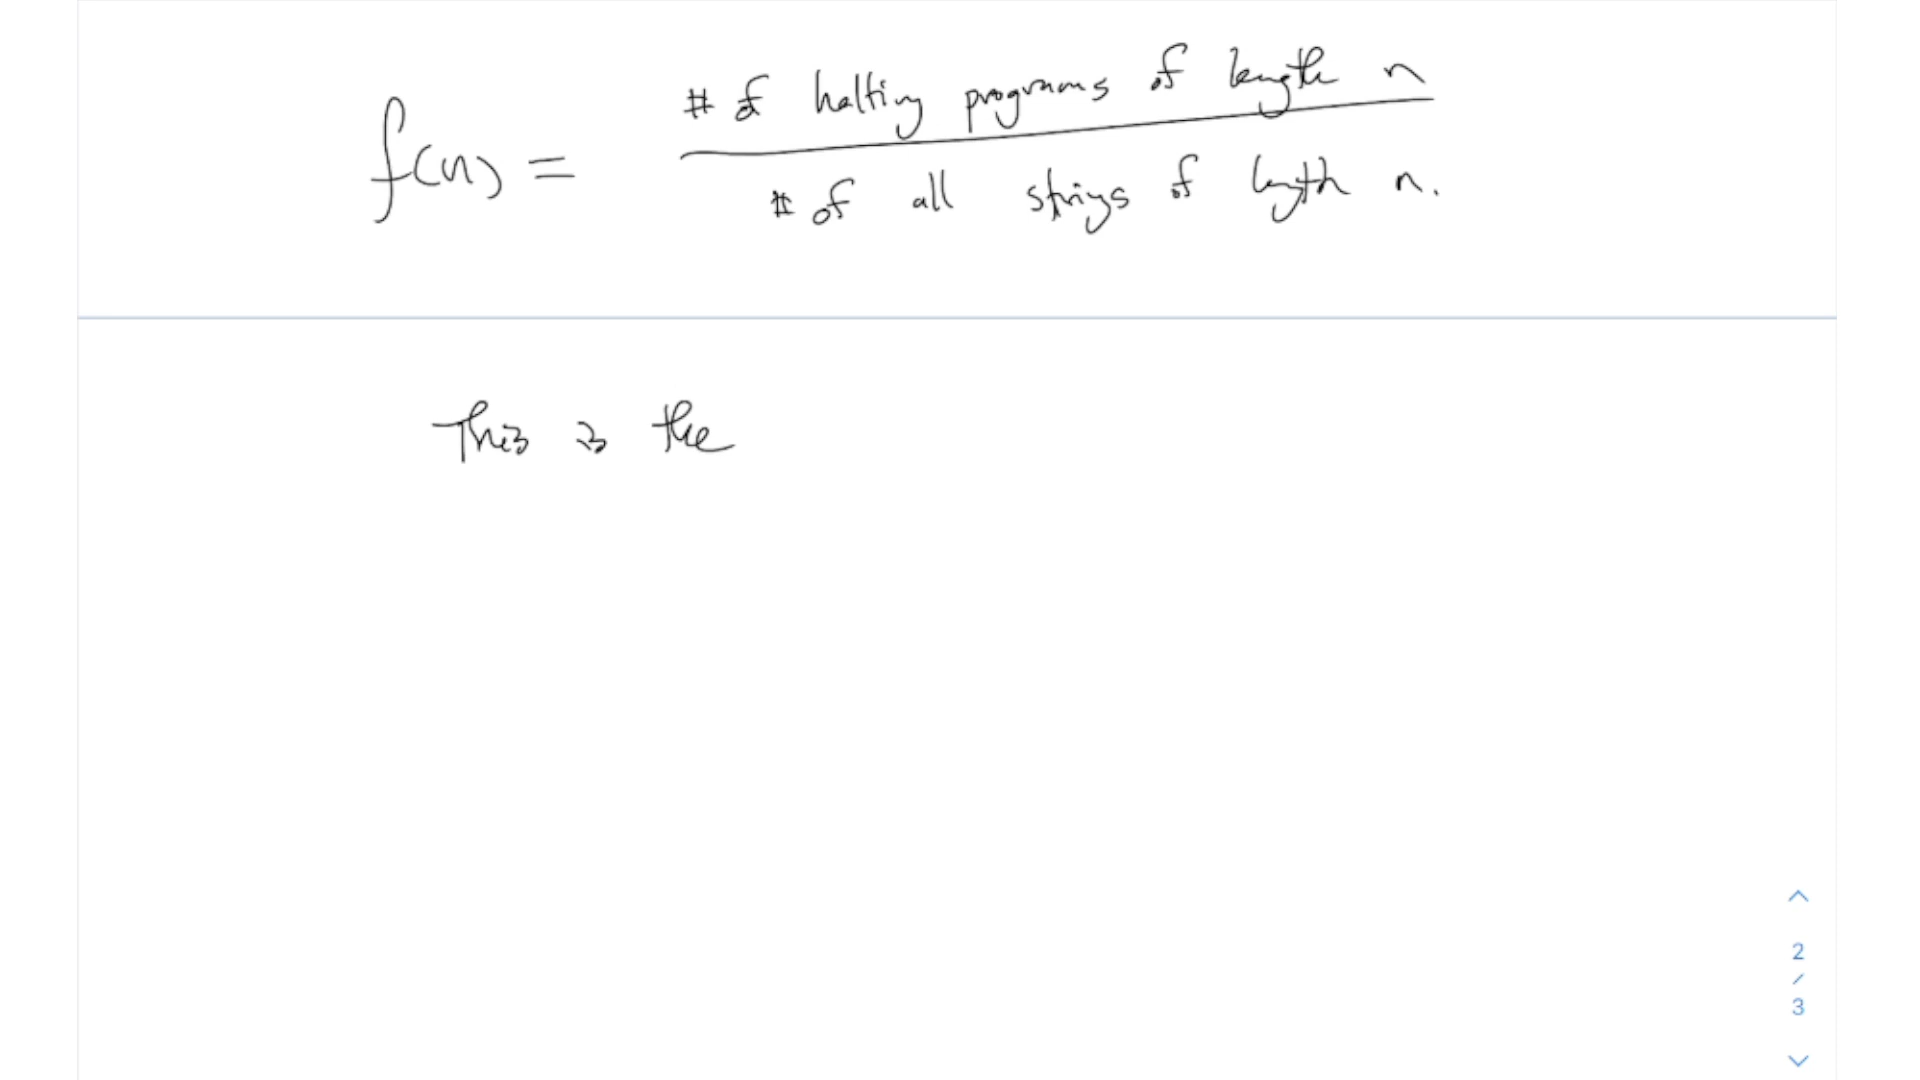 f(n) = # of halting programs of length n
# of all strings of length n.
This is the
2
/
3